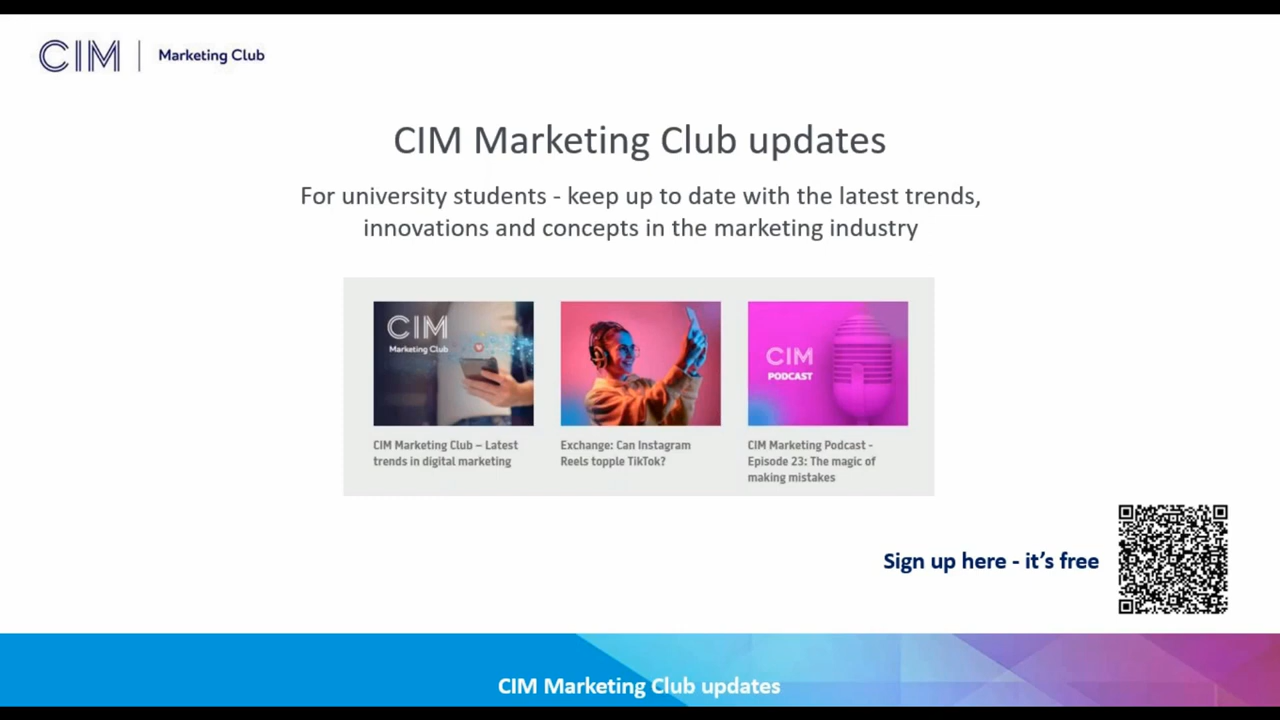 CIM | Marketing Club
CIM Marketing Club updates
For university students - keep up to date with the latest trends,
innovations and concepts in the marketing industry
CIM
Marketing Club
CIM
PODCAST
CIM Marketing Club – Latest
trends in digital marketing
Exchange: Can Instagram
Reels topple TikTok?
CIM Marketing Podcast -
Episode 23: The magic of
making mistakes
Sign up here - it’s free
CIM Marketing Club updates